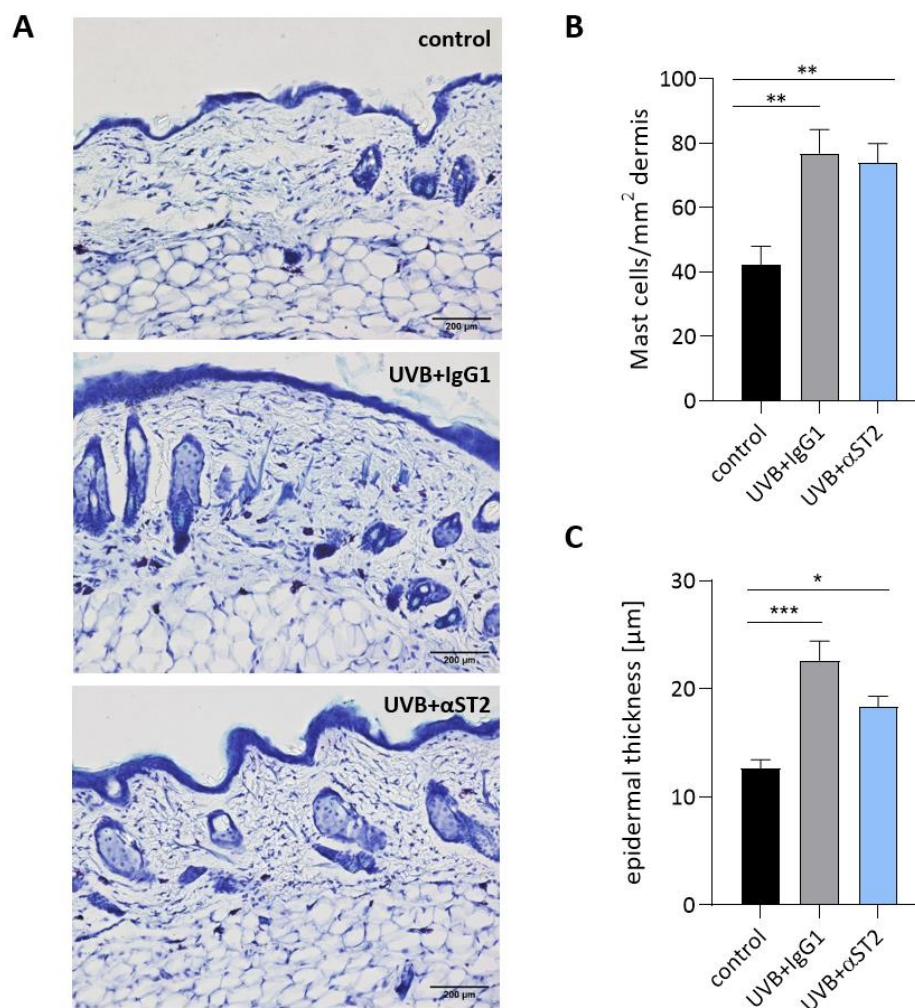 A
control
200 µm
UVB+IgG1
200 µm
UVB+αST2
200 µm
B
Mast cells/mm² dermis
100
80
60
40
20
0
**
**
control
UVB+IgG1
UVB+αST2
C
epidermal thickness [µm]
30
20
10
0
*
***
control
UVB+IgG1
UVB+αST2